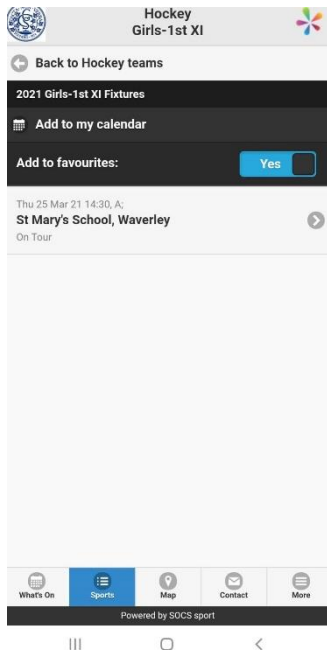 Hockey
Girls-1st XI
Back to Hockey teams
2021 Girls-1st XI Fixtures
Add to my calendar
Add to favourites:
Yes
Thu 25 Mar 21 14:30, A;
St Mary's School, Waverley
On Tour
What's On
Sports
Map
Contact
More
Powered by SOCS sport